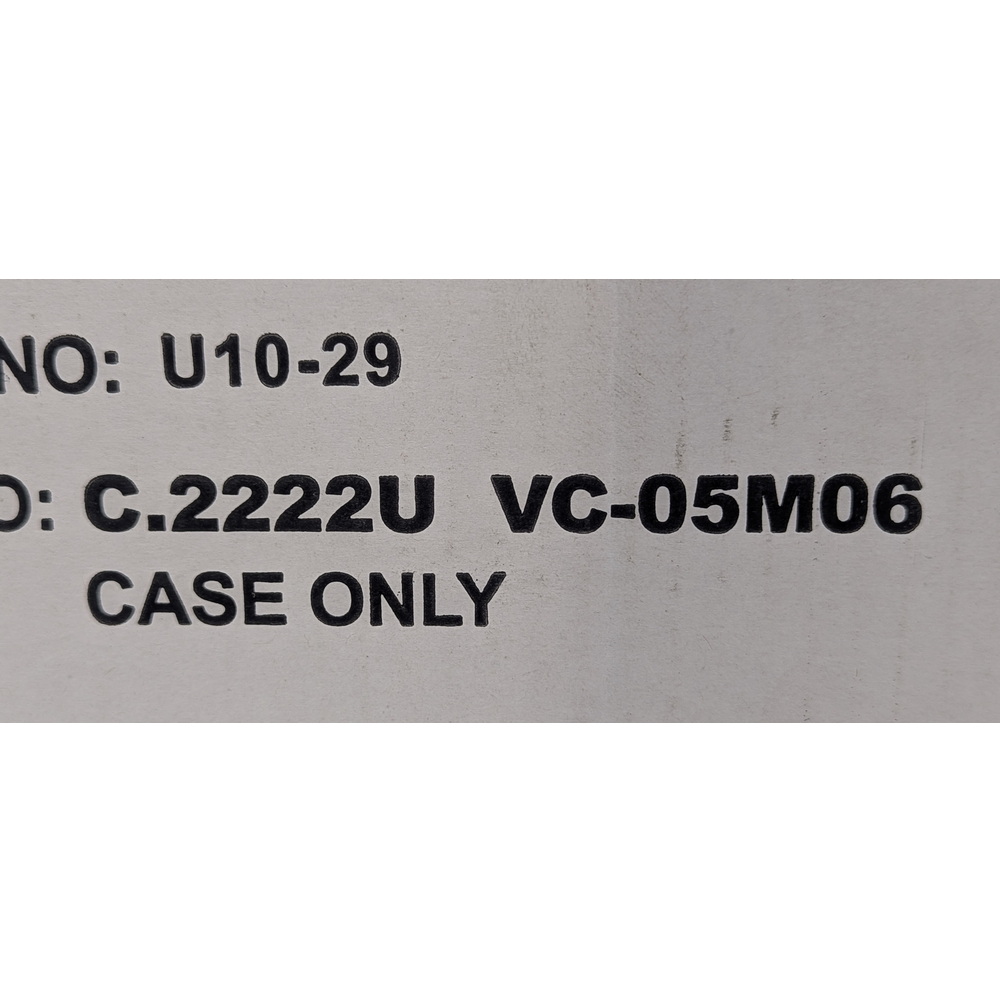 NO: U10-29
O: C.2222U VC-05M06
CASE ONLY